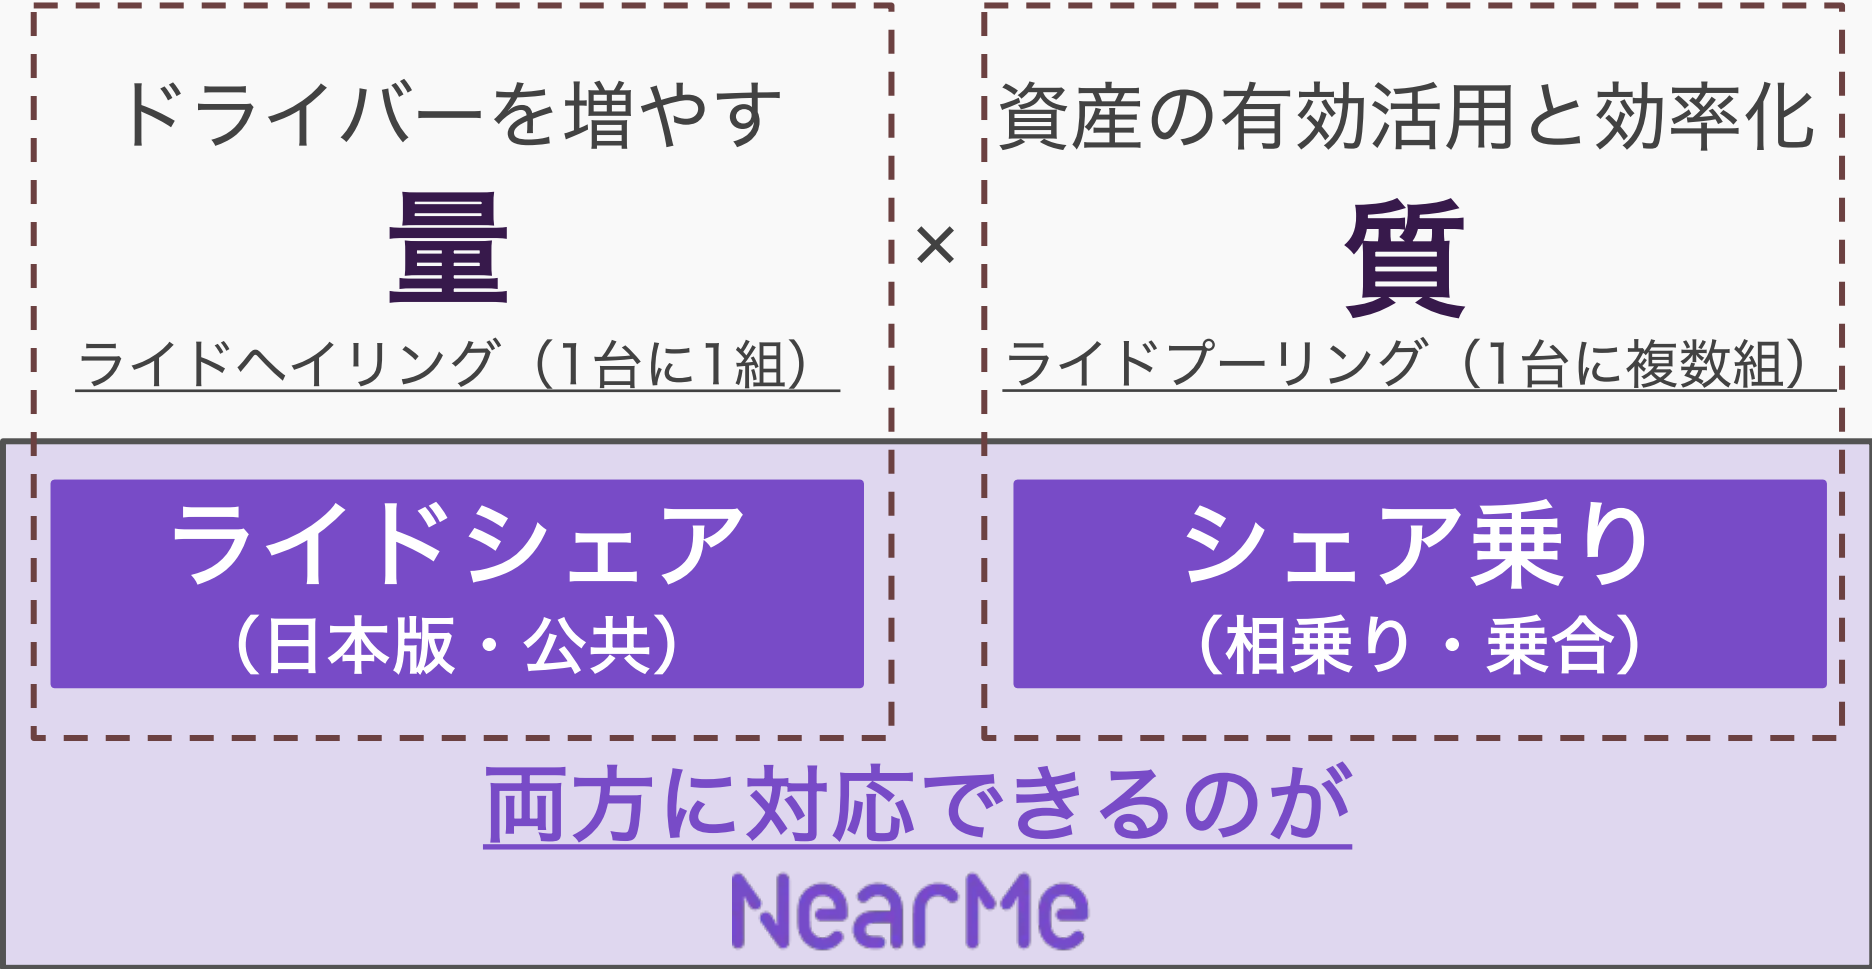 ドライバーを増やす
量
ライドヘイリング（1台に1組）
×
資産の有効活用と効率化
質
ライドプーリング（1台に複数組）
ライドシェア
（日本版・公共）
シェア乗り
（相乗り・乗合）
両方に対応できるのが
NearMe